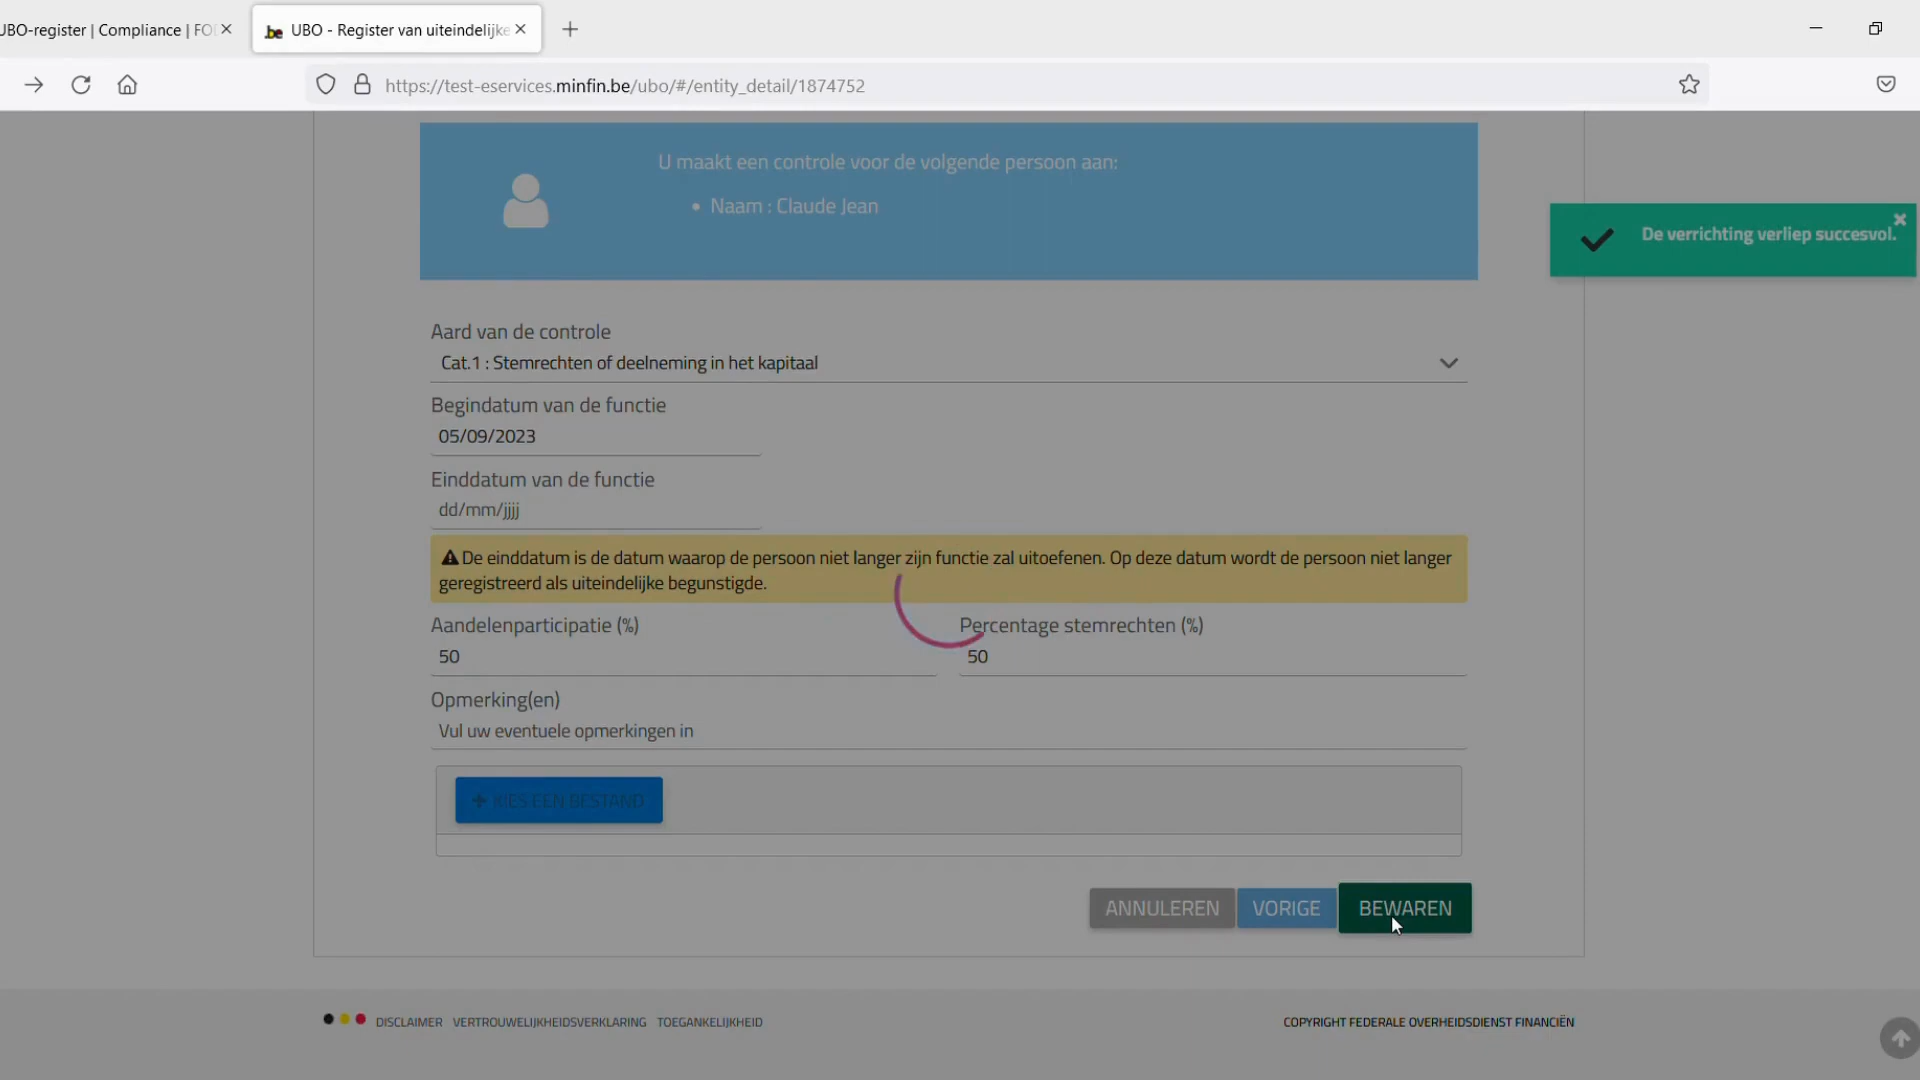 UBO-register | Compliance | FO
UBO - Register van uiteindelijke
https://test-eservices.minfin.be/ubo/#/entity_detail/1874752
U maakt een controle voor de volgende persoon aan:
• Naam : Claude Jean
De verrichting verliep succesvol.
Aard van de controle
Cat.1 : Stemrechten of deelneming in het kapitaal
Begindatum van de functie
05/09/2023
Einddatum van de functie
dd/mm/jjjj
De einddatum is de datum waarop de persoon niet langer zijn functie zal uitoefenen. Op deze datum wordt de persoon niet langer
geregistreerd als uiteindelijke begunstigde.
Aandelenparticipatie (%)
Percentage stemrechten (%)
50
50
Opmerking(en)
Vul uw eventuele opmerkingen in
+ KIES EEN BESTAND
ANNULEREN
VORIGE
BEWAREN
DISCLAIMER VERTROUWELIJKHEIDSVERKLARING TOEGANKELIJKHEID
COPYRIGHT FEDERALE OVERHEIDSDIENST FINANCIËN